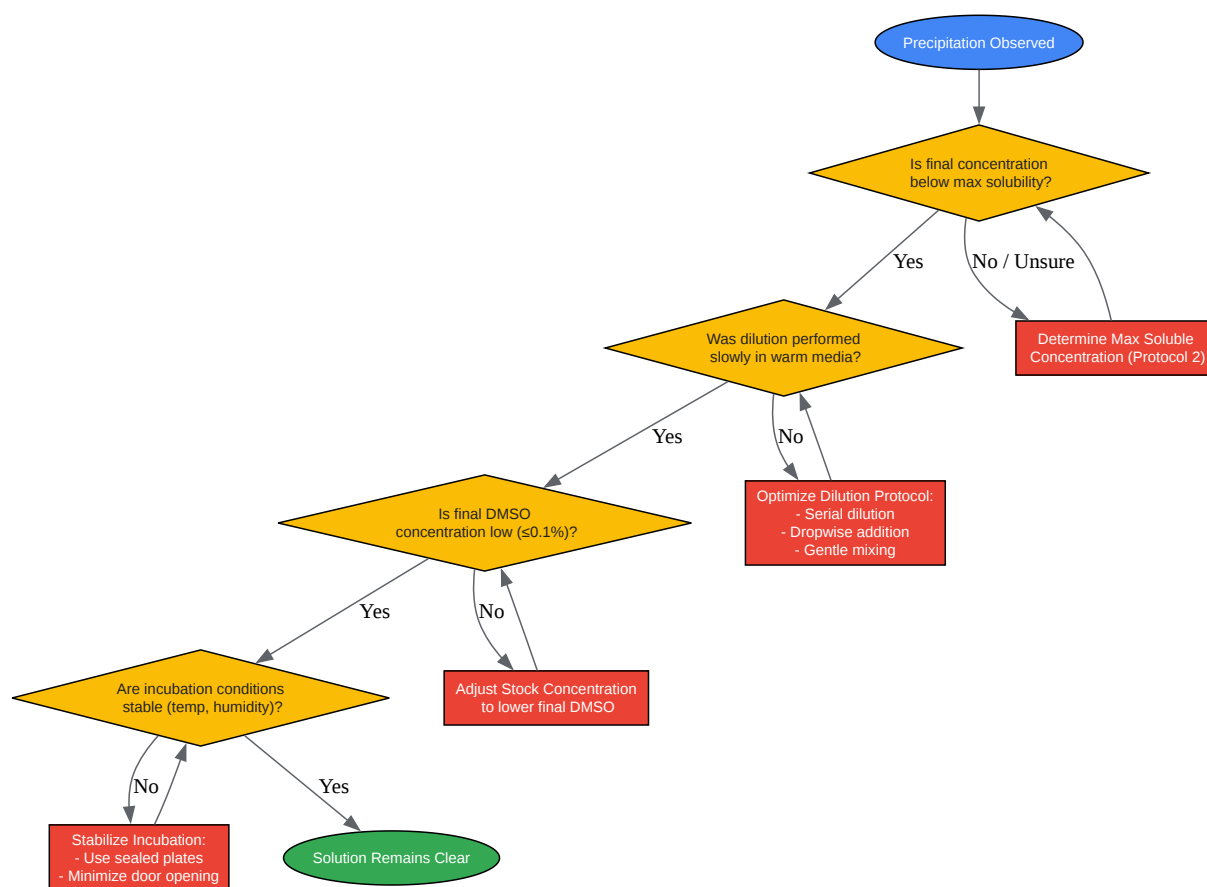 Precipitation Observed
Is final concentration
below max solubility?
Yes
No / Unsure
Determine Max Soluble
Concentration (Protocol 2)
Was dilution performed
slowly in warm media?
Yes
No
Optimize Dilution Protocol:
- Serial dilution
- Dropwise addition
- Gentle mixing
Is final DMSO
concentration low (≤0.1%)?
Yes
No
Adjust Stock Concentration
to lower final DMSO
Are incubation conditions
stable (temp, humidity)?
No
Yes
Stabilize Incubation:
- Use sealed plates
- Minimize door opening
Solution Remains Clear